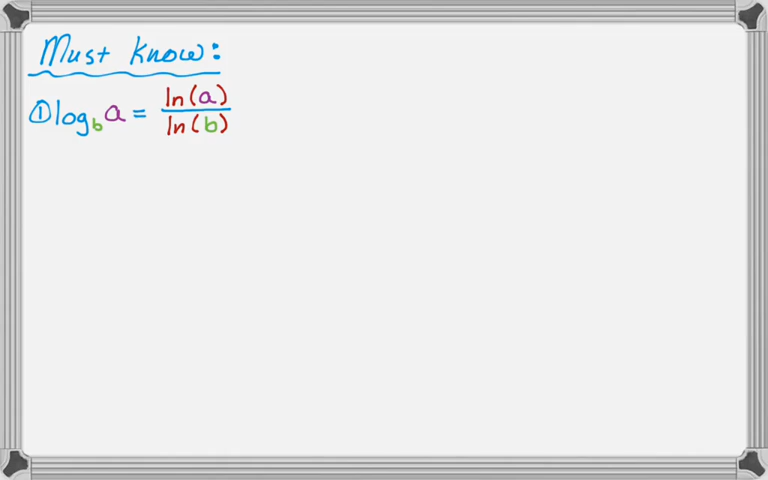 Must Know:
① log_b a = ln(a)/ln(b)